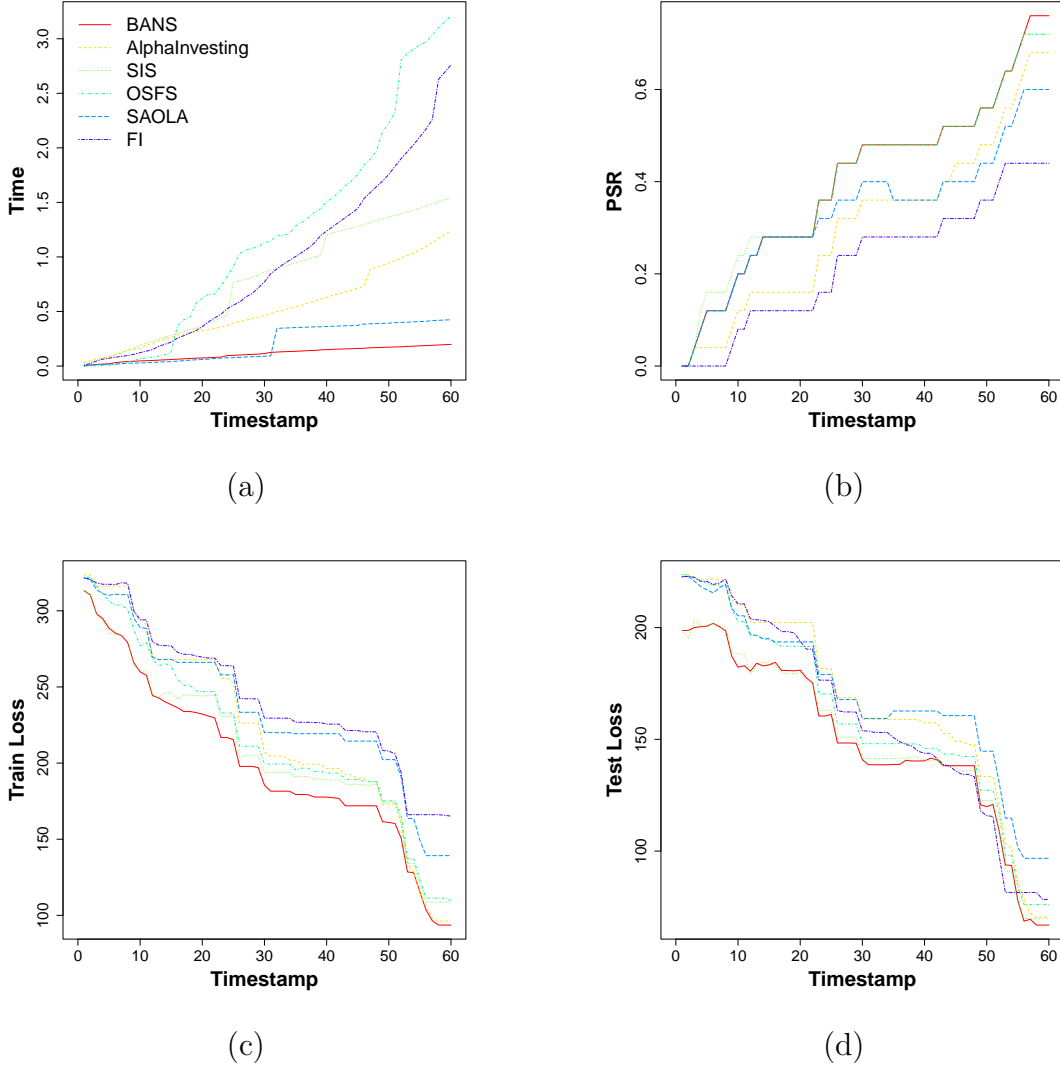 BANS
AlphaInvesting
SIS
OSFS
SAOLA
FI
Time
0.0 0.5 1.0 1.5 2.0 2.5 3.0
0 10 20 30 40 50 60
Timestamp
(a)
PSR
0.0 0.2 0.4 0.6
0 10 20 30 40 50 60
Timestamp
(b)
Train Loss
100 150 200 250 300
0 10 20 30 40 50 60
Timestamp
(c)
Test Loss
100 150 200
0 10 20 30 40 50 60
Timestamp
(d)